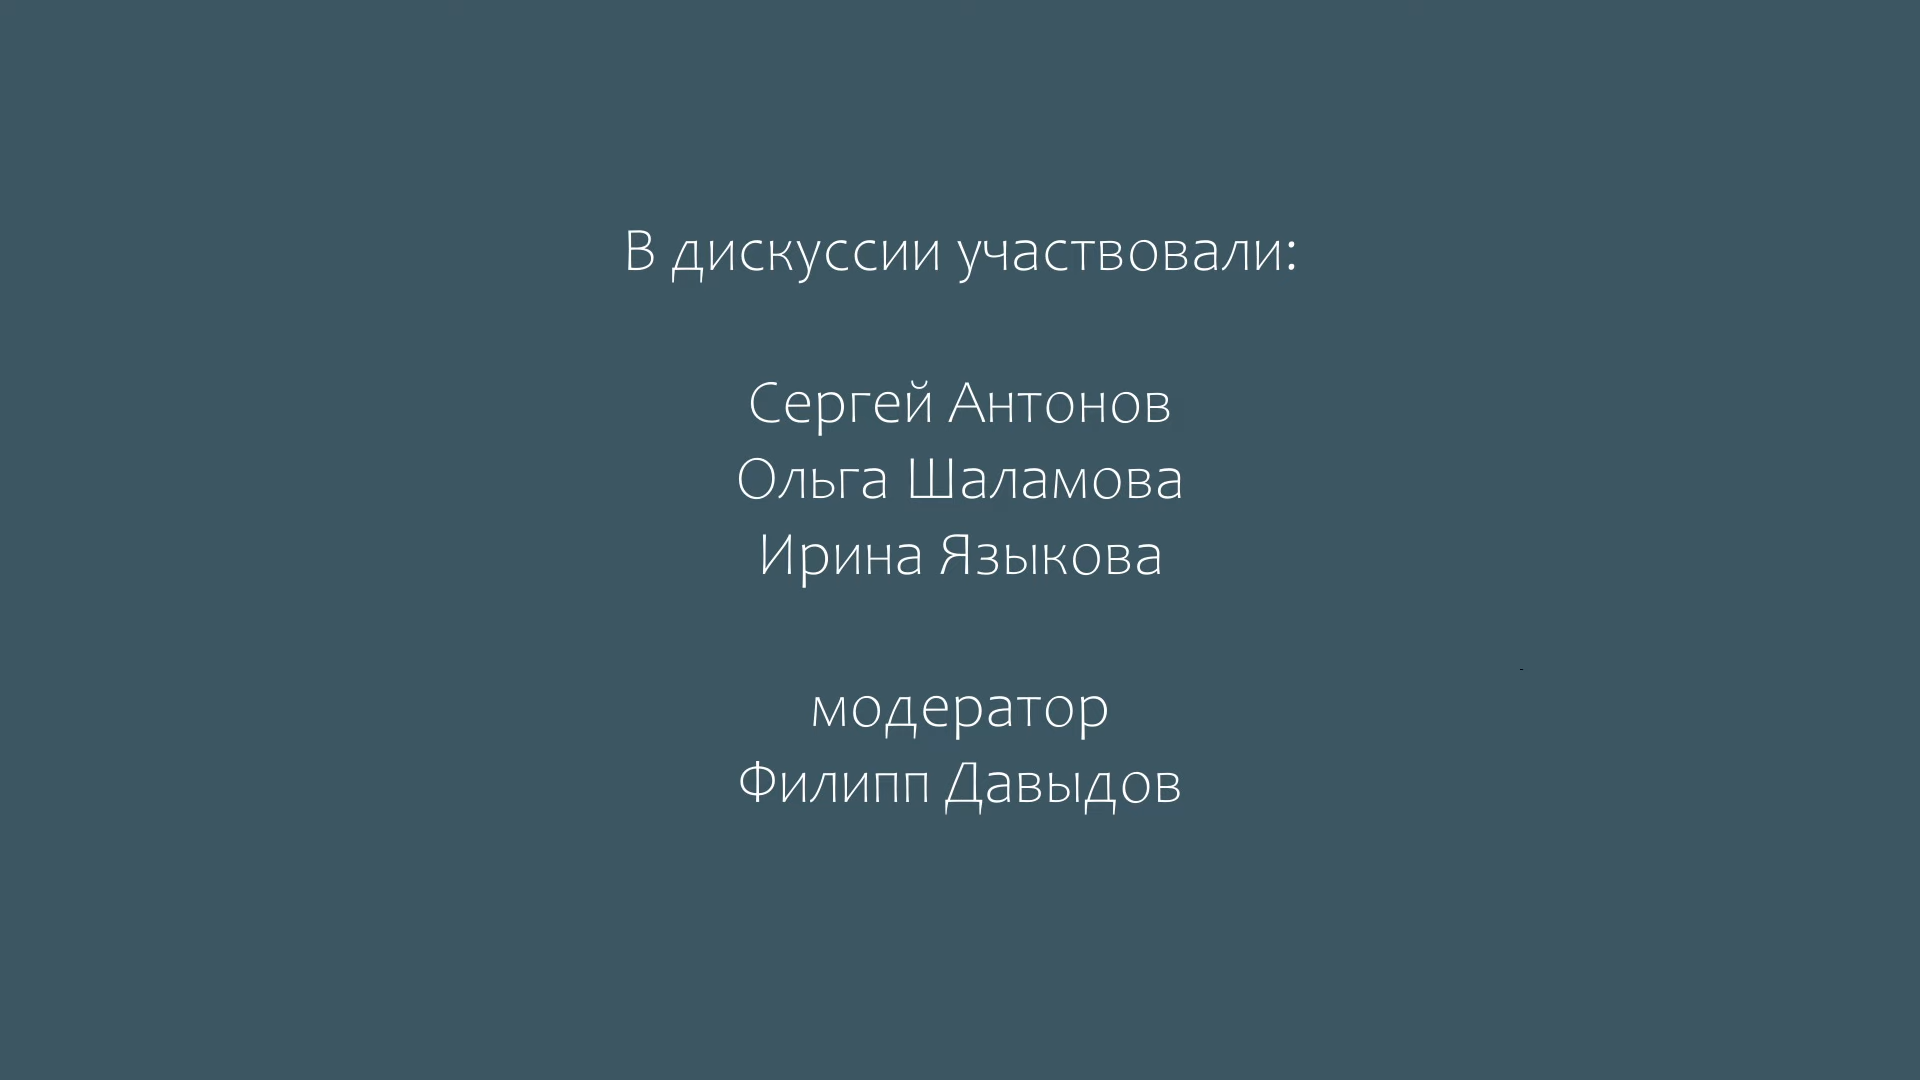 В дискуссии участвовали:
Сергей Антонов
Ольга Шаламова
Ирина Языкова
модератор
Филипп Давыдов